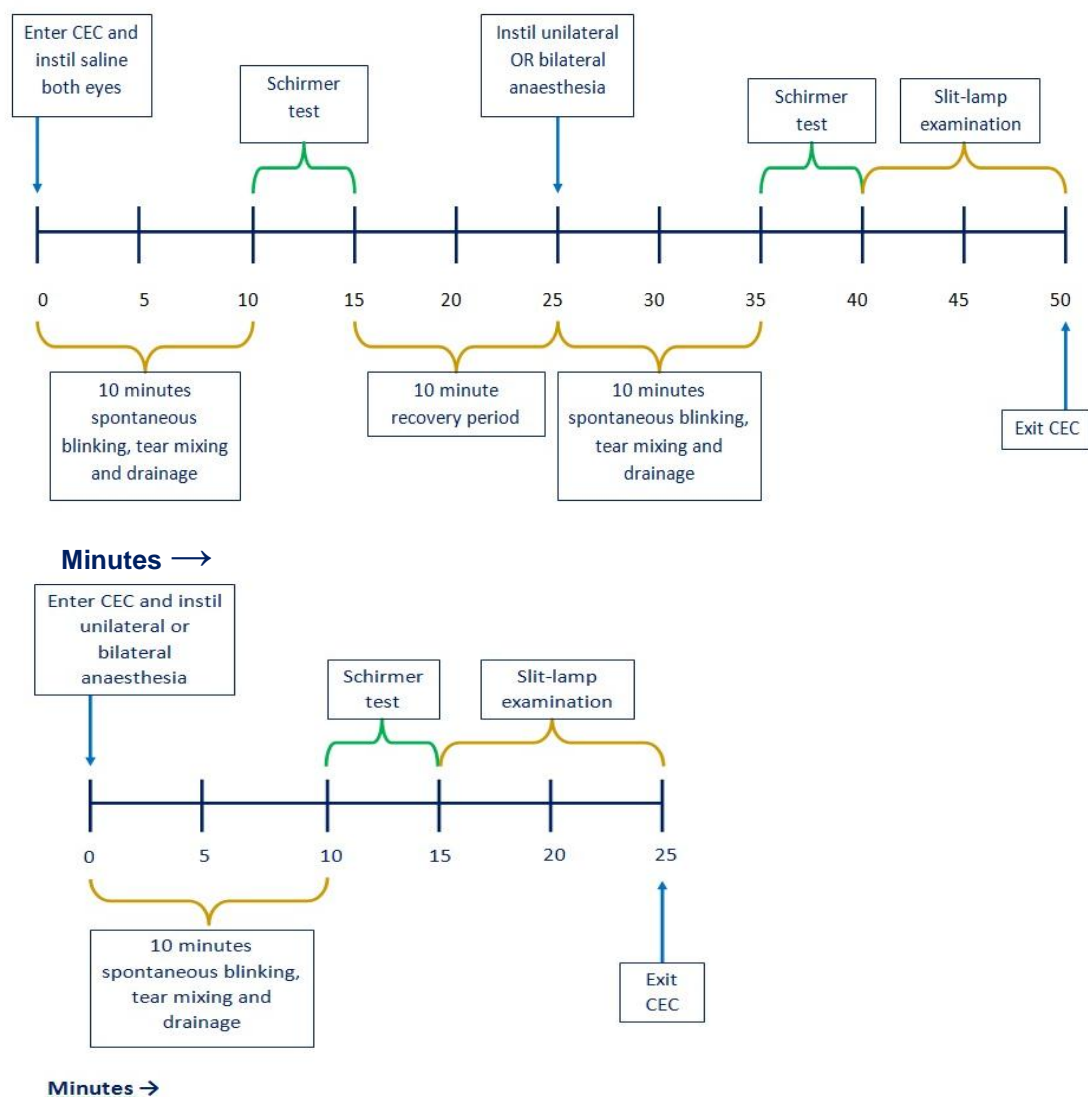 Enter CEC and
instil saline
both eyes
Schirmer
test
Instil unilateral
OR bilateral
anaesthesia
Schirmer
test
Slit-lamp
examination
0 5 10 15 20 25 30 35 40 45 50
10 minutes
spontaneous
blinking, tear mixing
and drainage
10 minute
recovery period
10 minutes
spontaneous blinking,
tear mixing and
drainage
Exit CEC
Minutes →
Enter CEC and instil
unilateral or
bilateral
anaesthesia
Schirmer
test
Slit-lamp
examination
0 5 10 15 20 25
10 minutes
spontaneous blinking,
tear mixing and
drainage
Exit
CEC
Minutes →